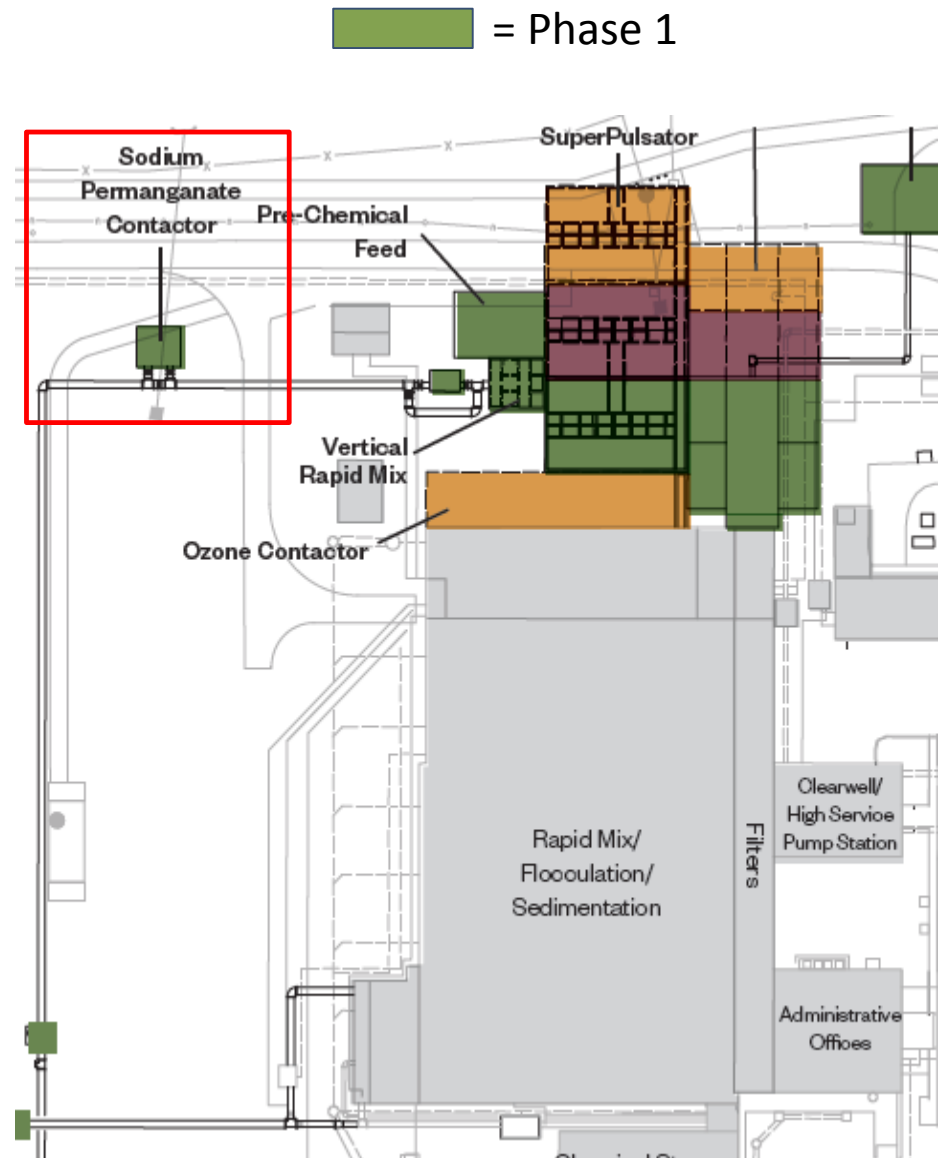 = Phase 1
Sodium
Permanganate
Contactor
SuperPulsator
Pre-Chemical
Feed
Vertical
Rapid Mix
Ozone Contactor
Rapid Mix/
Flocculation/
Sedimentation
Filters
Clearwell/
High Service
Pump Station
Administrative
Offices